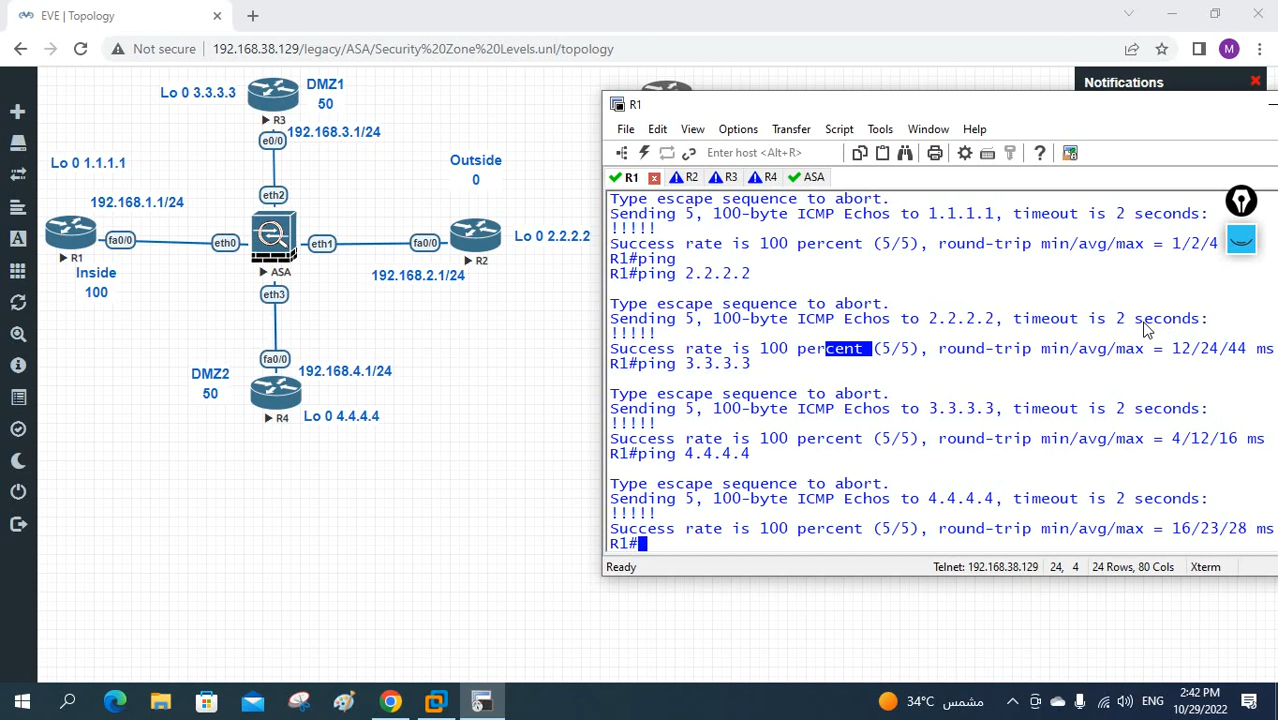 EVE | Topology
Not secure
192.168.38.129/legacy/ASA/Security%20Zone%20Levels.unl/topology
M
Notifications
Lo 0 3.3.3.3
DMZ1
50
R3
192.168.3.1/24
e0/0
Lo 0 1.1.1.1
Outside
0
eth2
192.168.1.1/24
fa0/0
eth0
eth1
fa0/0
Lo 0 2.2.2.2
R1
R2
Inside
100
ASA
192.168.2.1/24
eth3
fa0/0
192.168.4.1/24
DMZ2
50
R4
Lo 0 4.4.4.4
R1
File Edit View Options Transfer Script Tools Window Help
Enter host <Alt+R>
R1 R2 R3 R4 ASA
Type escape sequence to abort.
Sending 5, 100-byte ICMP Echos to 1.1.1.1, timeout is 2 seconds:
!!!!!
Success rate is 100 percent (5/5), round-trip min/avg/max = 1/2/4
R1#ping
R1#ping 2.2.2.2
Type escape sequence to abort.
Sending 5, 100-byte ICMP Echos to 2.2.2.2, timeout is 2 seconds:
!!!!!
Success rate is 100 percent (5/5), round-trip min/avg/max = 12/24/44 ms
R1#ping 3.3.3.3
Type escape sequence to abort.
Sending 5, 100-byte ICMP Echos to 3.3.3.3, timeout is 2 seconds:
!!!!!
Success rate is 100 percent (5/5), round-trip min/avg/max = 4/12/16 ms
R1#ping 4.4.4.4
Type escape sequence to abort.
Sending 5, 100-byte ICMP Echos to 4.4.4.4, timeout is 2 seconds:
!!!!!
Success rate is 100 percent (5/5), round-trip min/avg/max = 16/23/28 ms
R1#
Ready
Telnet: 192.168.38.129
24, 4
24 Rows, 80 Cols
Xterm
34°C مشمس
ENG
2:42 PM
10/29/2022